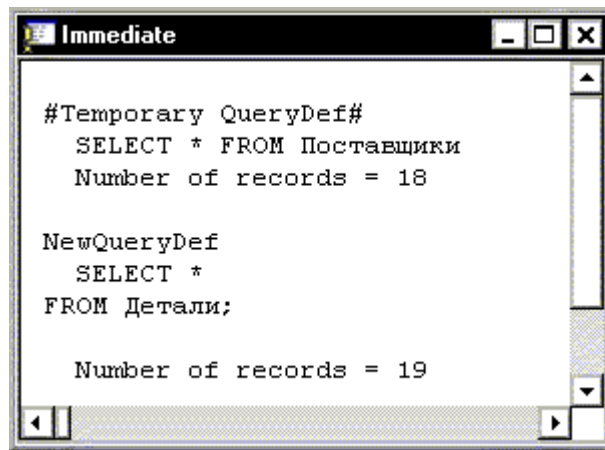 Immediate
#Temporary QueryDef#
SELECT * FROM Поставщики
Number of records = 18
NewQueryDef
SELECT *
FROM Детали;
Number of records = 19